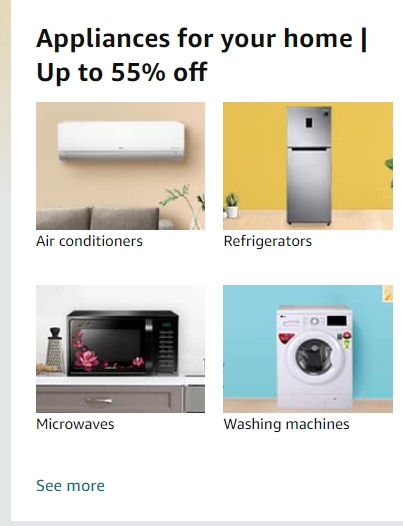 Appliances for your home |
Up to 55% off
Air conditioners
Refrigerators
Microwaves
Washing machines
See more